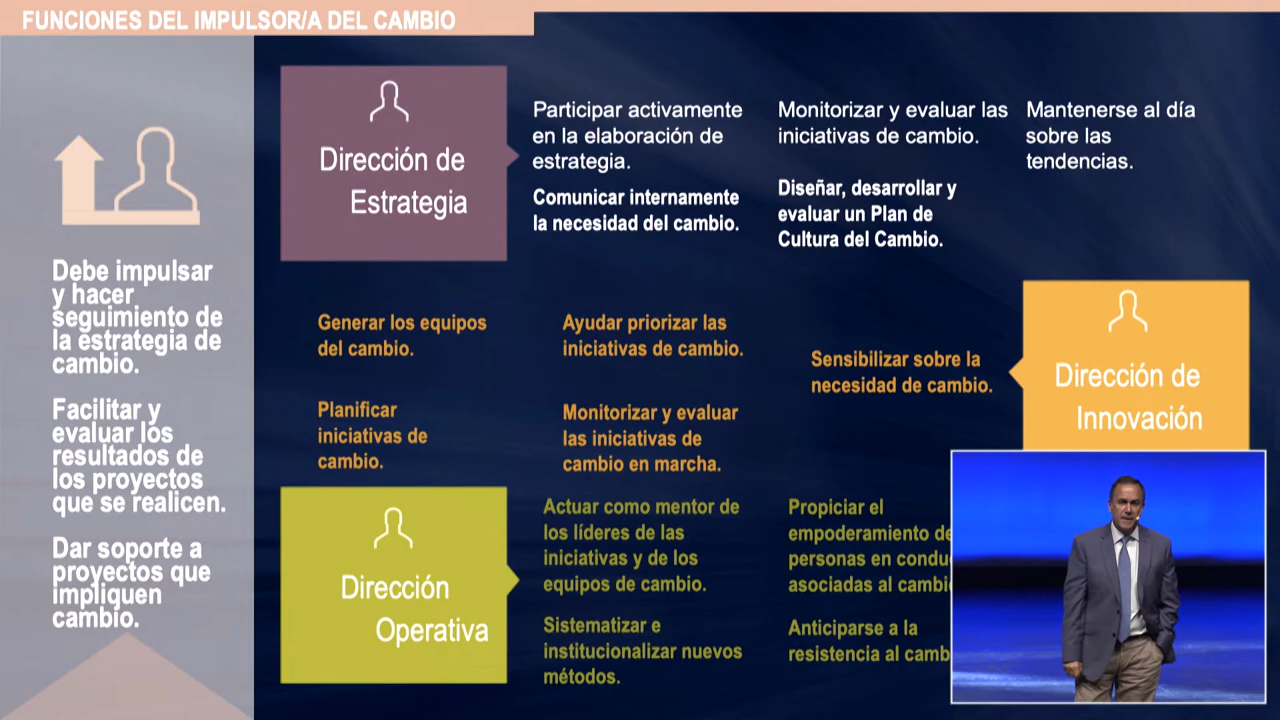 FUNCIONES DEL IMPULSOR/A DEL CAMBIO
Debe impulsar
y hacer
seguimiento de
la estrategia de
cambio.
Facilitar y
evaluar los
resultados de
los proyectos
que se realicen.
Dar soporte a
proyectos que
impliquen
cambio.
Dirección de
Estrategia
Participar activamente
en la elaboración de
estrategia.
Comunicar internamente
la necesidad del cambio.
Monitorizar y evaluar las
iniciativas de cambio.
Diseñar, desarrollar y
evaluar un Plan de
Cultura del Cambio.
Mantenerse al día
sobre las
tendencias.
Generar los equipos
del cambio.
Planificar
iniciativas de
cambio.
Ayudar priorizar las
iniciativas de cambio.
Monitorizar y evaluar
las iniciativas de
cambio en marcha.
Sensibilizar sobre la
necesidad de cambio.
Dirección de
Innovación
Dirección
Operativa
Actuar como mentor de
los líderes de las
iniciativas y de los
equipos de cambio.
Sistematizar e
institucionalizar nuevos
métodos.
Propiciar el
empoderamiento
personas en
asociadas al
Anticiparse a la
resistencia al